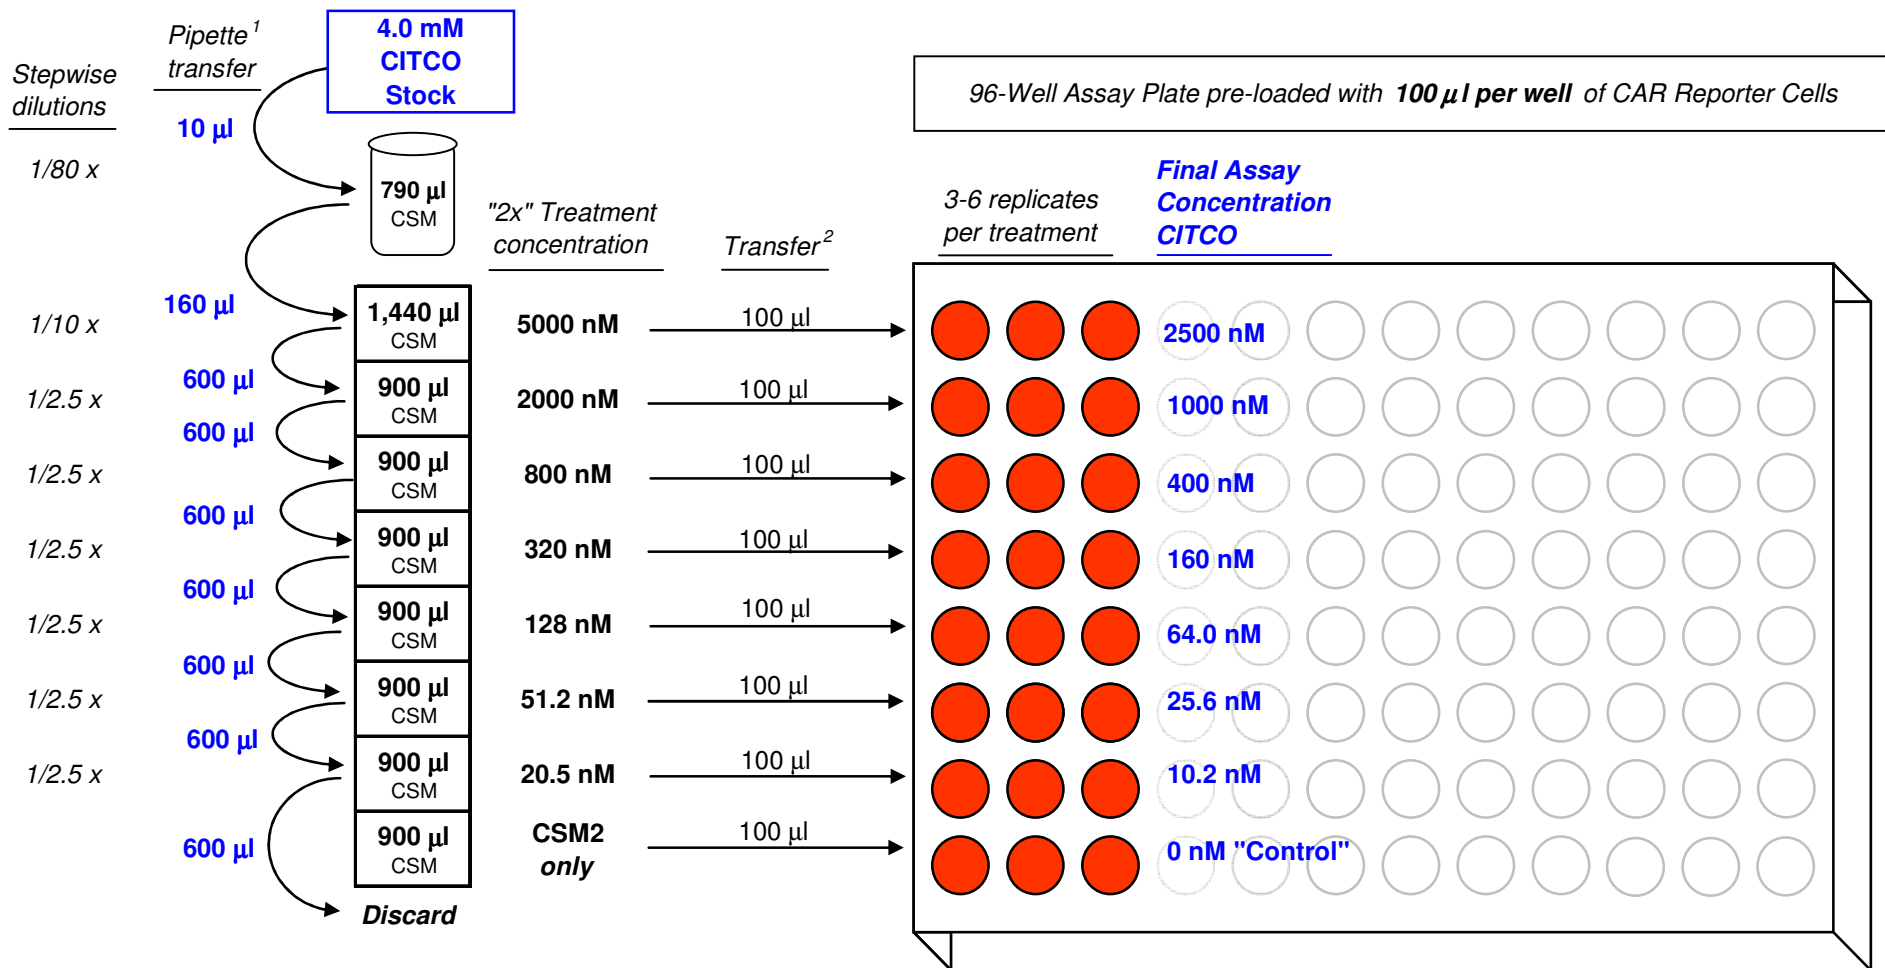 Stepwise
dilutions
Pipette 1
transfer
4.0 mM
CITCO
Stock
96-Well Assay Plate pre-loaded with 100 µl per well of CAR Reporter Cells
10 µl
1/80 x
790 µl
CSM
"2x" Treatment
concentration
Transfer 2
3-6 replicates
per treatment
Final Assay
Concentration
CITCO
160 µl
1/10 x
1,440 µl
CSM
5000 nM
100 µl
2500 nM
600 µl
1/2.5 x
900 µl
CSM
2000 nM
100 µl
1000 nM
600 µl
1/2.5 x
900 µl
CSM
800 nM
100 µl
400 nM
600 µl
1/2.5 x
900 µl
CSM
320 nM
100 µl
160 nM
600 µl
1/2.5 x
900 µl
CSM
128 nM
100 µl
64.0 nM
600 µl
1/2.5 x
900 µl
CSM
51.2 nM
100 µl
25.6 nM
600 µl
1/2.5 x
900 µl
CSM
20.5 nM
100 µl
10.2 nM
600 µl
900 µl
CSM
CSM2
only
100 µl
0 nM "Control"
Discard